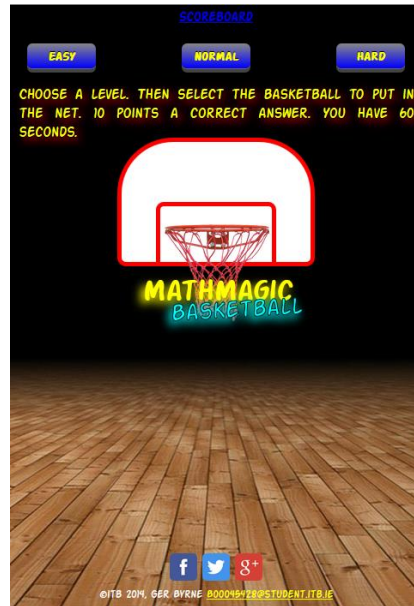 SCOREBOARD
EASY NORMAL HARD
CHOOSE A LEVEL. THEN SELECT THE BASKETBALL TO PUT IN
THE NET. 10 POINTS A CORRECT ANSWER. YOU HAVE 60
SECONDS.
MATHMAGIC
BASKETBALL
f g+
©ITB 2014, GER BYRNE B00045428@STUDENT.ITB.IE